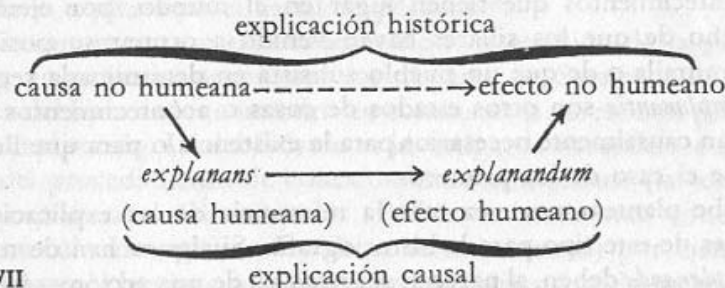 explicación histórica
causa no humeana efecto no humeano
explanans explanandum
(causa humeana) (efecto humeano)
VII explicación causal